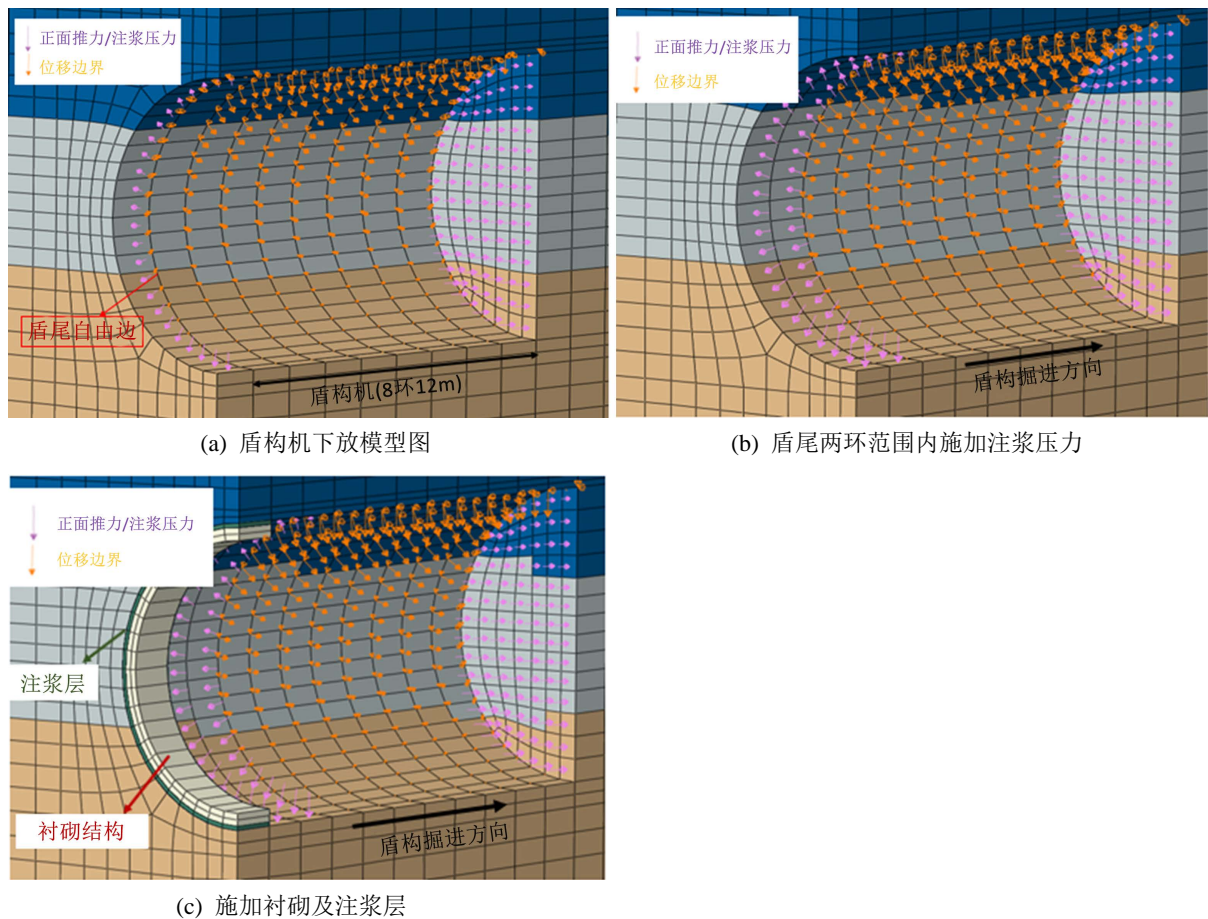 正面推力/注浆压力
位移边界
盾尾自由边
盾构机(8环12m)
(a) 盾构机下放模型图
正面推力/注浆压力
位移边界
盾构掘进方向
(b) 盾尾两环范围内施加注浆压力
正面推力/注浆压力
位移边界
注浆层
衬砌结构
盾构掘进方向
(c) 施加衬砌及注浆层